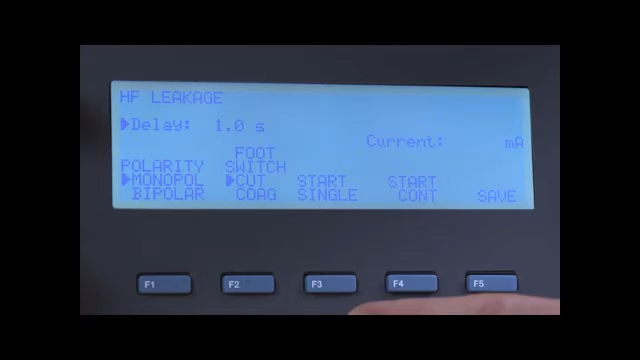 HF LEAKAGE
▶Delay: 1.0 s
Current: mA
FOOT
POLARITY SWITCH
▶MONOPOL ▶CUT START START
BIPOLAR COAG SINGLE CONT SAVE
F1 F2 F3 F4 F5